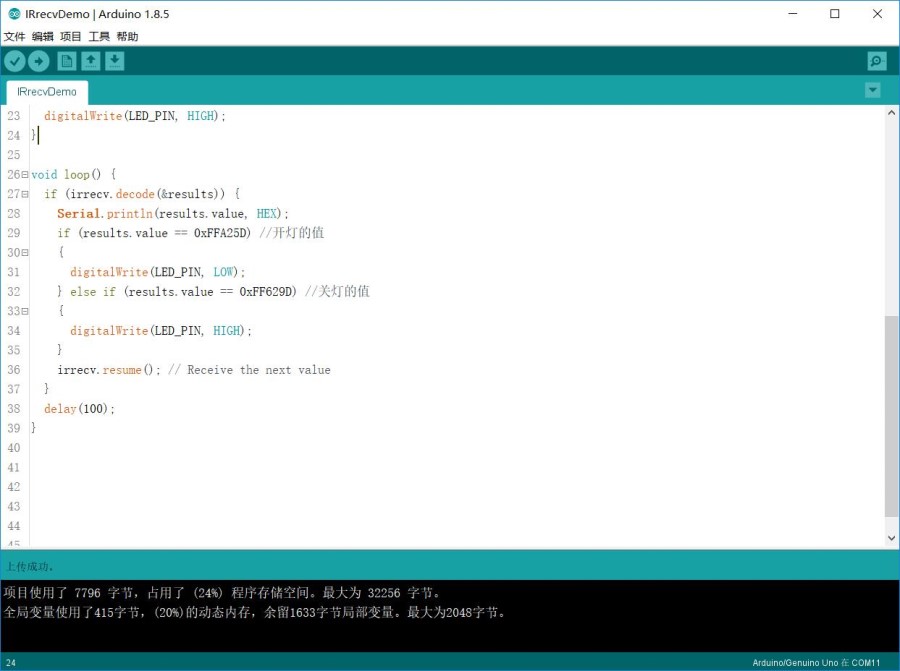 IRrecvDemo | Arduino 1.8.5
文件 编辑 项目 工具 帮助
IRrecvDemo
23 digitalWrite(LED_PIN, HIGH);
24 }
25
26 void loop() {
27 if (irrecv.decode(&results)) {
28 Serial.println(results.value, HEX);
29 if (results.value == 0xFFA25D) //开灯的值
30 {
31 digitalWrite(LED_PIN, LOW);
32 } else if (results.value == 0xFF629D) //关灯的值
33 {
34 digitalWrite(LED_PIN, HIGH);
35 }
36 irrecv.resume(); // Receive the next value
37 }
38 delay(100);
39 }
40
41
42
43
44
45
上传成功。
项目使用了 7796 字节，占用了 (24%) 程序存储空间。最大为 32256 字节。
全局变量使用了415字节，(20%)的动态内存，余留1633字节局部变量。最大为2048字节。
24 Arduino/Genuino Uno 在 COM11